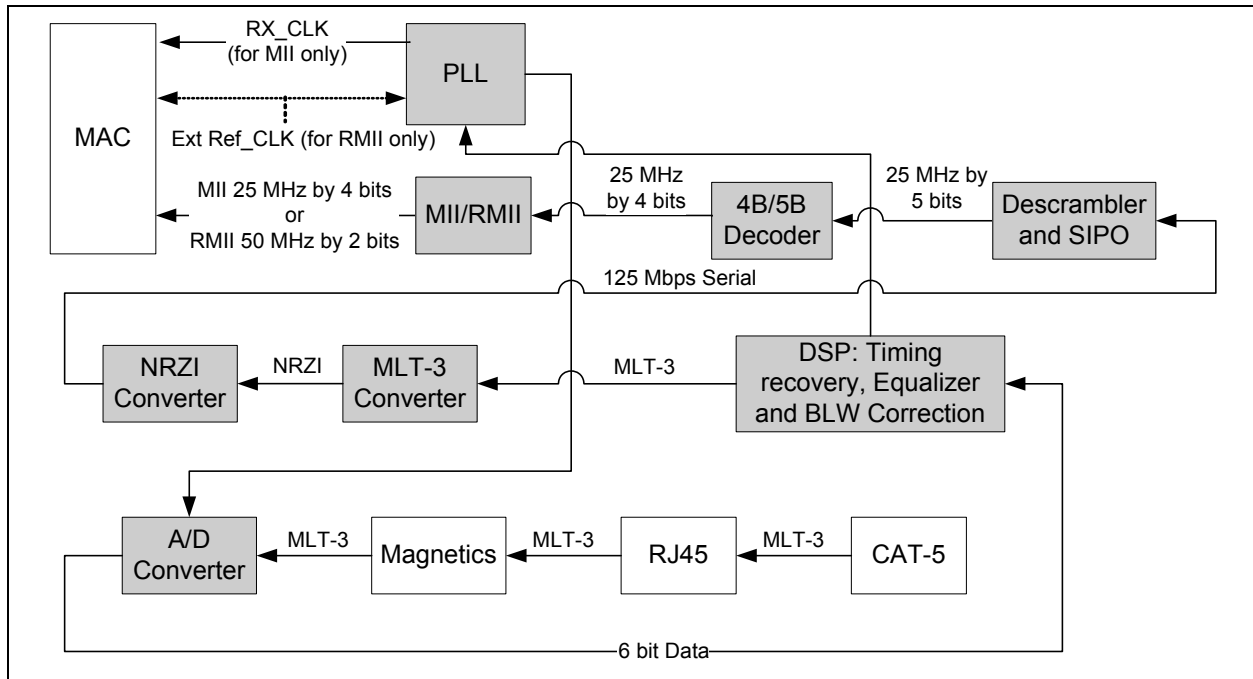 RX_CLK
(for MII only)
PLL
MAC
Ext Ref_CLK (for RMII only)
MII 25 MHz by 4 bits
or
RMII 50 MHz by 2 bits
MII/RMII
25 MHz
by 4 bits
4B/5B
Decoder
25 MHz by
5 bits
Descrambler
and SIPO
125 Mbps Serial
NRZI
Converter
NRZI
MLT-3
Converter
MLT-3
DSP: Timing
recovery, Equalizer
and BLW Correction
A/D
Converter
MLT-3
Magnetics
MLT-3
RJ45
MLT-3
CAT-5
6 bit Data